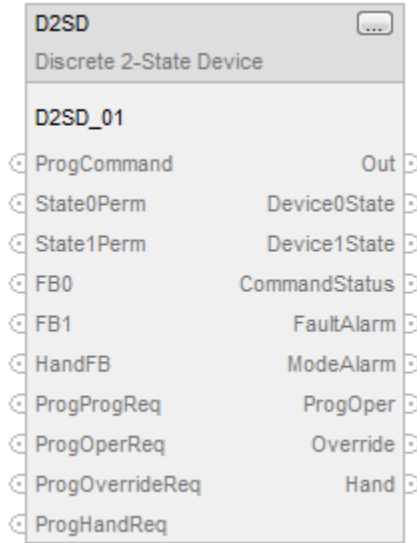 D2SD ...
Discrete 2-State Device
D2SD_01
ProgCommand Out
State0Perm Device0State
State1Perm Device1State
FB0 CommandStatus
FB1 FaultAlarm
HandFB ModeAlarm
ProgProgReq ProgOper
ProgOperReq Override
ProgOverrideReq Hand
ProgHandReq